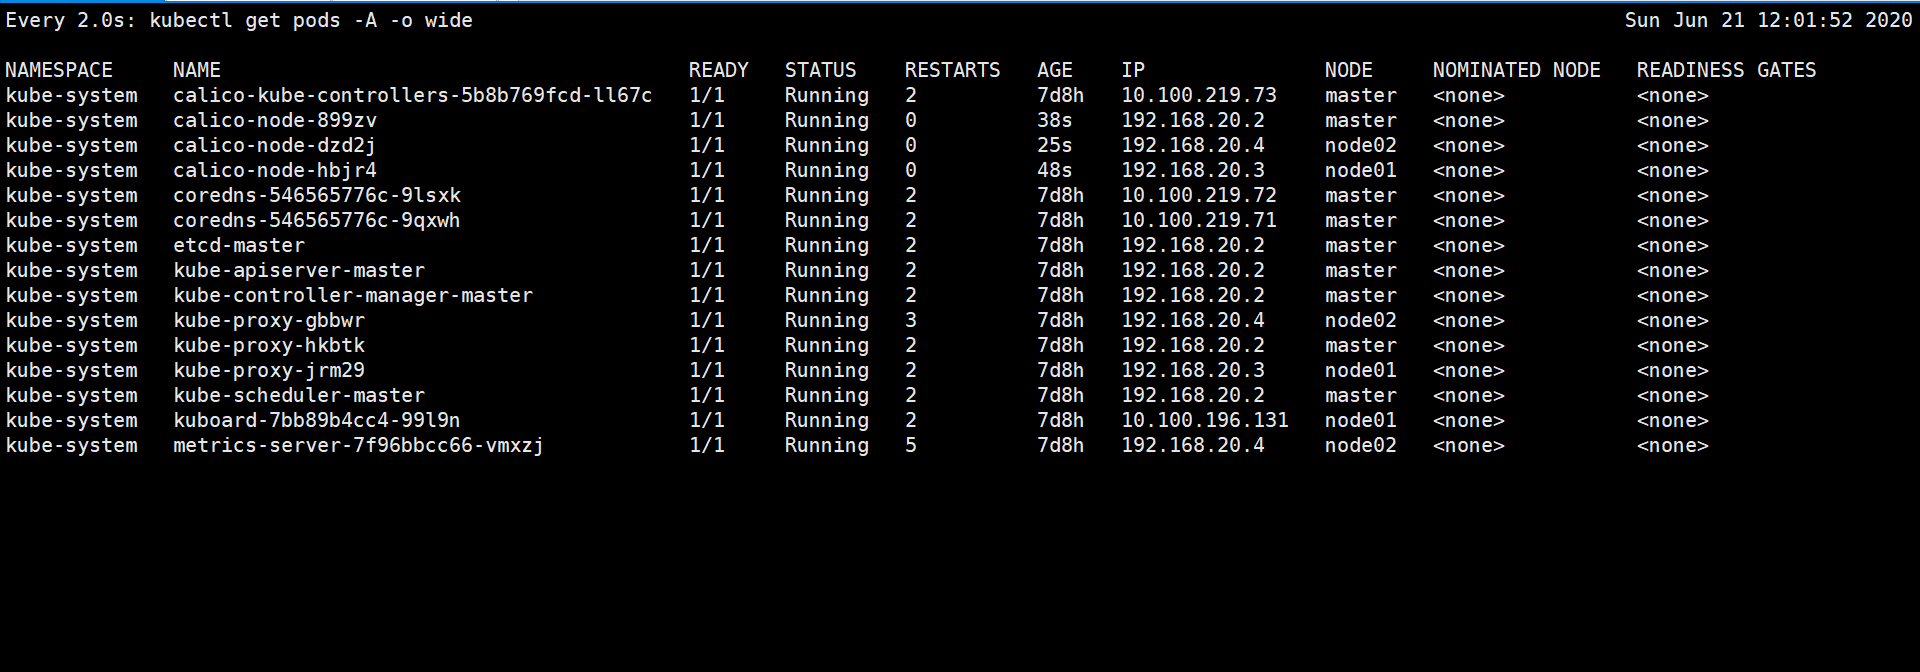 Every 2.0s: kubectl get pods -A -o wide Sun Jun 21 12:01:52 2020
NAMESPACE NAME READY STATUS RESTARTS AGE IP NODE NOMINATED NODE READINESS GATES
kube-system calico-kube-controllers-5b8b769fcd-ll67c 1/1 Running 2 7d8h 10.100.219.73 master <none> <none>
kube-system calico-node-899zv 1/1 Running 0 38s 192.168.20.2 master <none> <none>
kube-system calico-node-dzd2j 1/1 Running 0 25s 192.168.20.4 node02 <none> <none>
kube-system calico-node-hbjr4 1/1 Running 0 48s 192.168.20.3 node01 <none> <none>
kube-system coredns-546565776c-9lsxk 1/1 Running 2 7d8h 10.100.219.72 master <none> <none>
kube-system coredns-546565776c-9qxwh 1/1 Running 2 7d8h 10.100.219.71 master <none> <none>
kube-system etcd-master 1/1 Running 2 7d8h 192.168.20.2 master <none> <none>
kube-system kube-apiserver-master 1/1 Running 2 7d8h 192.168.20.2 master <none> <none>
kube-system kube-controller-manager-master 1/1 Running 2 7d8h 192.168.20.2 master <none> <none>
kube-system kube-proxy-gbbwr 1/1 Running 3 7d8h 192.168.20.4 node02 <none> <none>
kube-system kube-proxy-hkbtk 1/1 Running 2 7d8h 192.168.20.2 master <none> <none>
kube-system kube-proxy-jrm29 1/1 Running 2 7d8h 192.168.20.3 node01 <none> <none>
kube-system kube-scheduler-master 1/1 Running 2 7d8h 192.168.20.2 master <none> <none>
kube-system kuboard-7bb89b4cc4-99l9n 1/1 Running 2 7d8h 10.100.196.131 node01 <none> <none>
kube-system metrics-server-7f96bbcc66-vmxzj 1/1 Running 5 7d8h 192.168.20.4 node02 <none> <none>